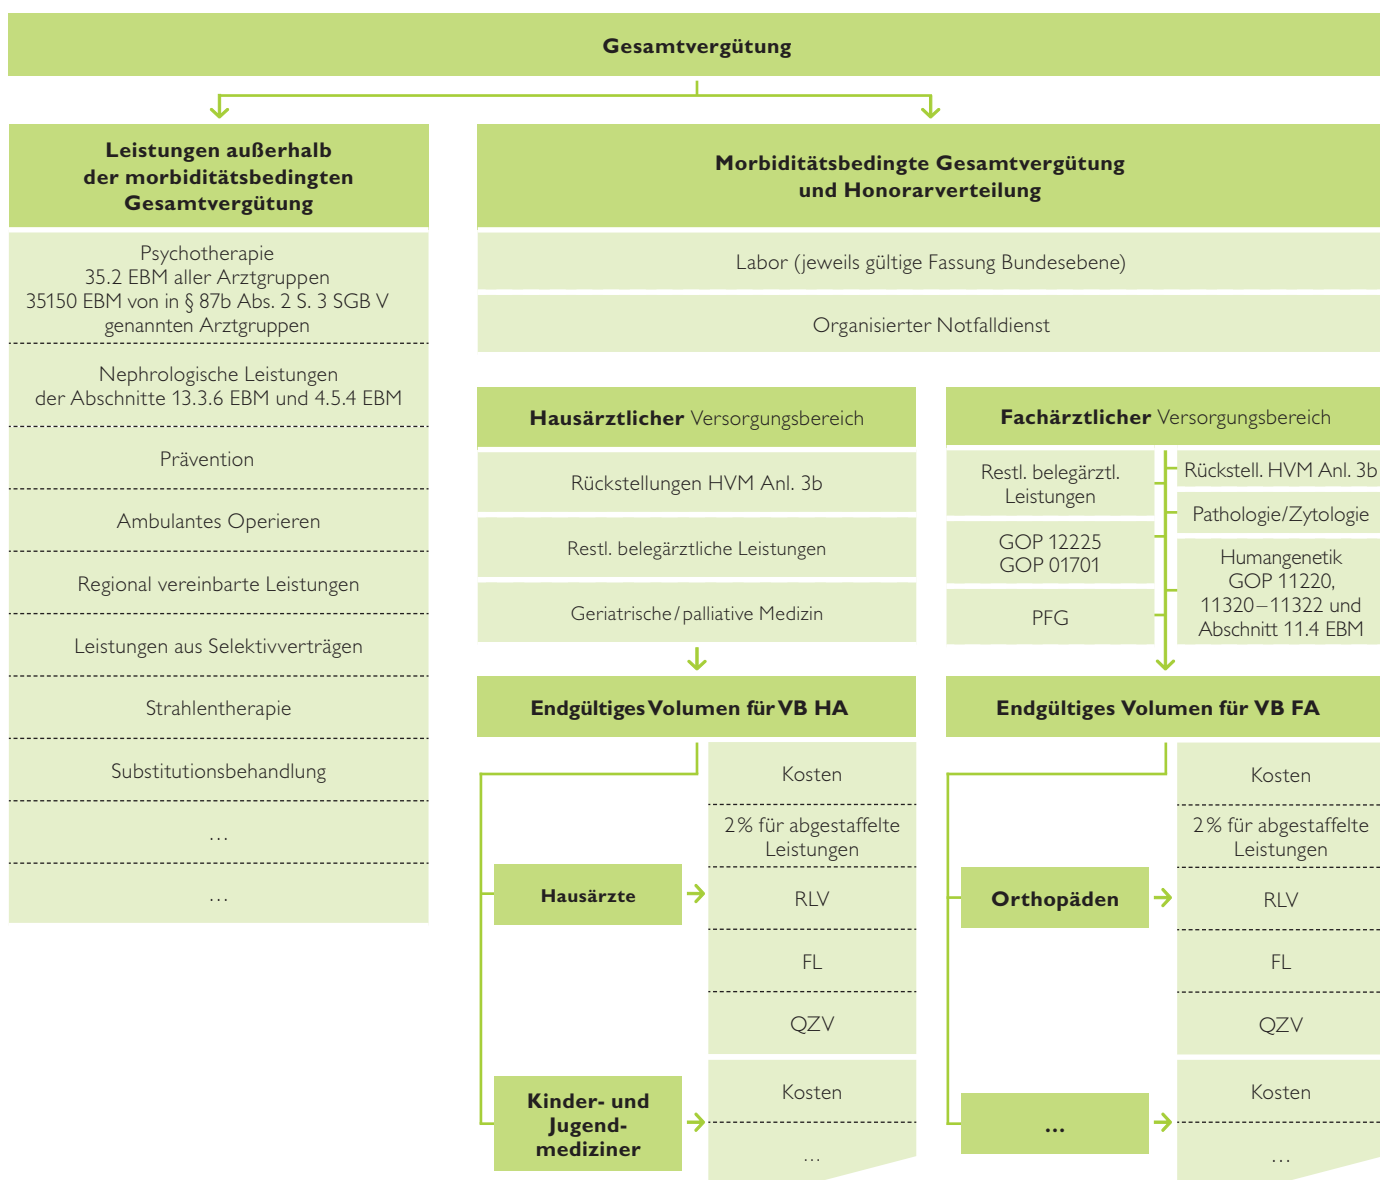 Gesamtvergütung
Leistungen außerhalb
der morbiditätsbedingten
Gesamtvergütung
Psychotherapie
35.2 EBM aller Arztgruppen
35150 EBM von in § 87b Abs. 2 S. 3 SGB V
genannten Arztgruppen
Nephrologische Leistungen
der Abschnitte 13.3.6 EBM und 4.5.4 EBM
Prävention
Ambulantes Operieren
Regional vereinbarte Leistungen
Leistungen aus Selektivverträgen
Strahlentherapie
Substitutionsbehandlung
…
…
Morbiditätsbedingte Gesamtvergütung
und Honorarverteilung
Labor (jeweils gültige Fassung Bundesebene)
Organisierter Notfalldienst
Hausärztlicher Versorgungsbereich
Rückstellungen HVM Anl. 3b
Restl. belegärztliche Leistungen
Geriatrische/palliative Medizin
Endgültiges Volumen für VB HA
Kosten
2% für abgestaffelte
Leistungen
Hausärzte
RLV
FL
QZV
Kinder- und
Jugend-
mediziner
Kosten
…
Fachärztlicher Versorgungsbereich
Restl. belegärztl.
Leistungen
GOP 12225
GOP 01701
PFG
Rückstell. HVM Anl. 3b
Pathologie/Zytologie
Humangenetik
GOP 11220,
11320–11322 und
Abschnitt 11.4 EBM
Endgültiges Volumen für VB FA
Kosten
2% für abgestaffelte
Leistungen
Orthopäden
RLV
FL
QZV
…
Kosten
…